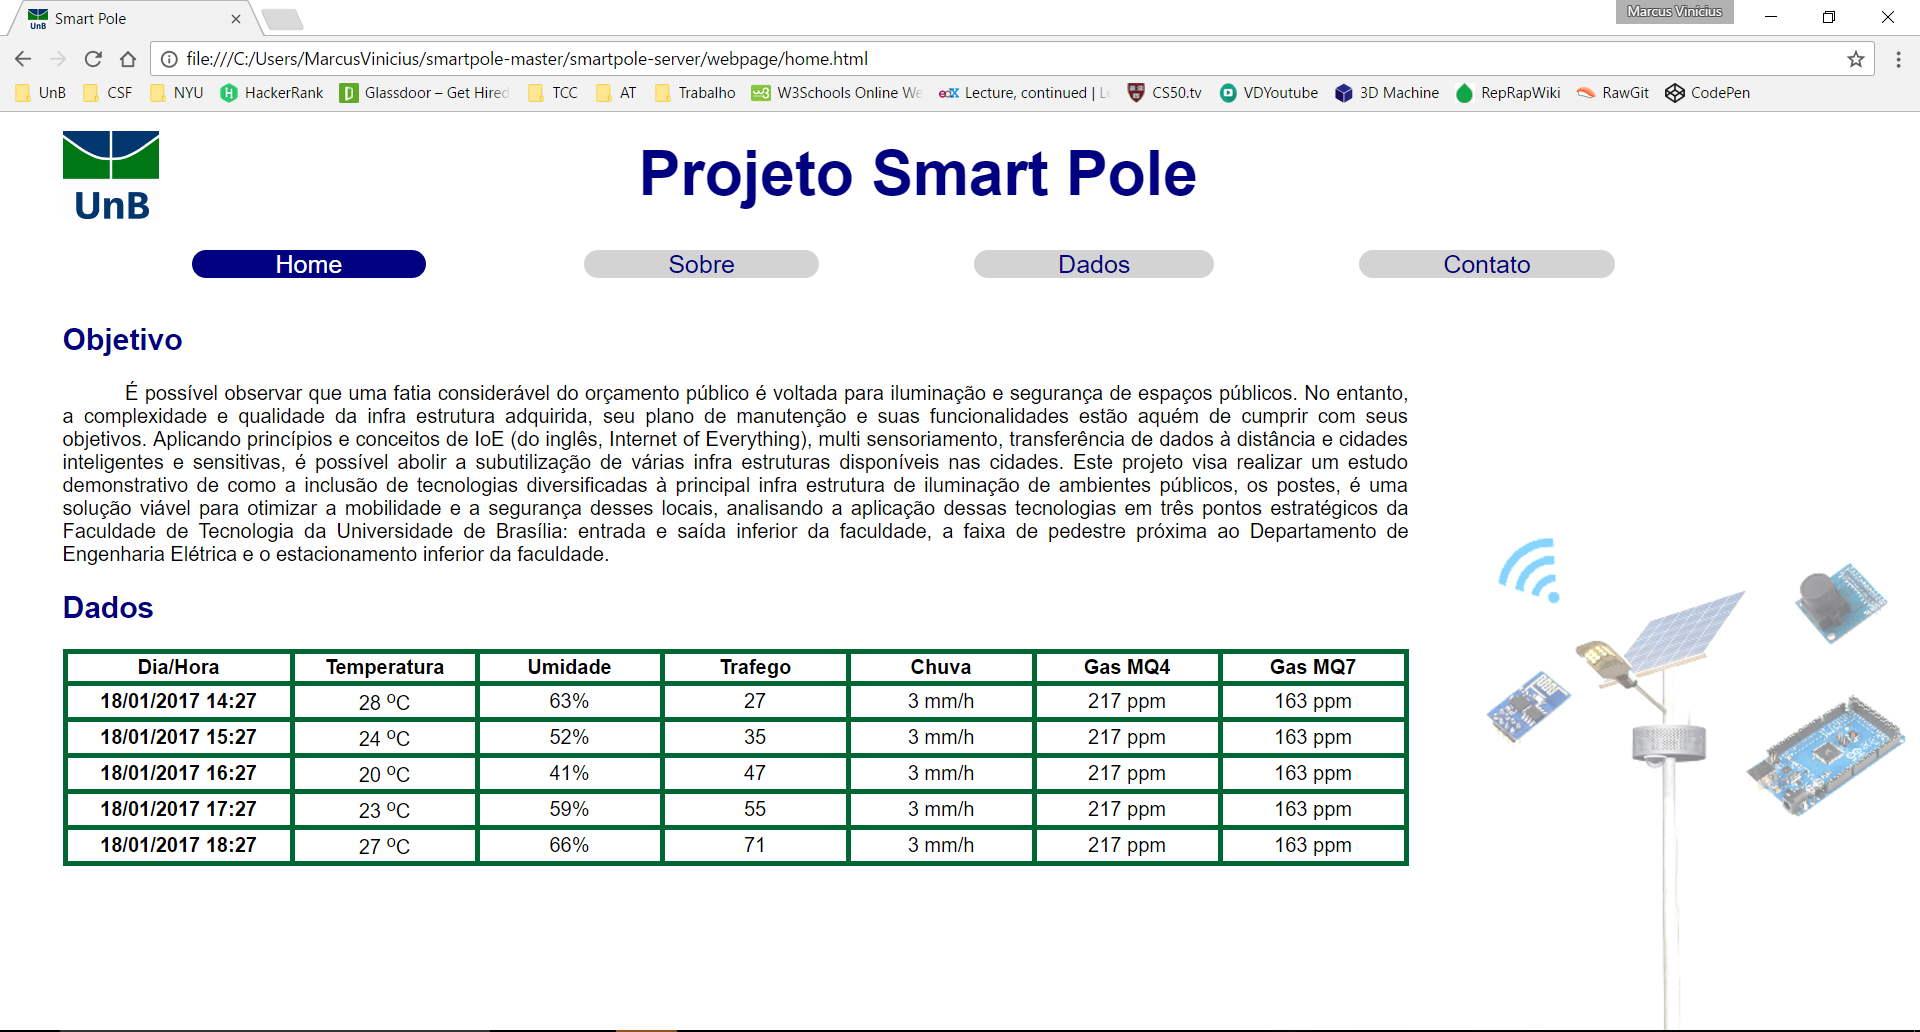 Smart Pole
Marcus Vinícius
file:///C:/Users/MarcusVinicius/smartpole-master/smartpole-server/webpage/home.html
UnB CSF NYU HackerRank Glassdoor – Get Hired TCC AT Trabalho W3Schools Online We edX Lecture, continued | Le CS50.tv VDYoutube 3D Machine RepRapWiki RawGit CodePen
UnB
Projeto Smart Pole
Home Sobre Dados Contato
Objetivo
É possível observar que uma fatia considerável do orçamento público é voltada para iluminação e segurança de espaços públicos. No entanto,
a complexidade e qualidade da infra estrutura adquirida, seu plano de manutenção e suas funcionalidades estão aquém de cumprir com seus
objetivos. Aplicando princípios e conceitos de IoE (do inglês, Internet of Everything), multi sensoriamento, transferência de dados à distância e cidades
inteligentes e sensitivas, é possível abolir a subutilização de várias infra estruturas disponíveis nas cidades. Este projeto visa realizar um estudo
demonstrativo de como a inclusão de tecnologias diversificadas à principal infra estrutura de iluminação de ambientes públicos, os postes, é uma
solução viável para otimizar a mobilidade e a segurança desses locais, analisando a aplicação dessas tecnologias em três pontos estratégicos da
Faculdade de Tecnologia da Universidade de Brasília: entrada e saída inferior da faculdade, a faixa de pedestre próxima ao Departamento de
Engenharia Elétrica e o estacionamento inferior da faculdade.
Dados
Dia/Hora Temperatura Umidade Trafego Chuva Gas MQ4 Gas MQ7
18/01/2017 14:27 28 ºC 63% 27 3 mm/h 217 ppm 163 ppm
18/01/2017 15:27 24 ºC 52% 35 3 mm/h 217 ppm 163 ppm
18/01/2017 16:27 20 ºC 41% 47 3 mm/h 217 ppm 163 ppm
18/01/2017 17:27 23 ºC 59% 55 3 mm/h 217 ppm 163 ppm
18/01/2017 18:27 27 ºC 66% 71 3 mm/h 217 ppm 163 ppm